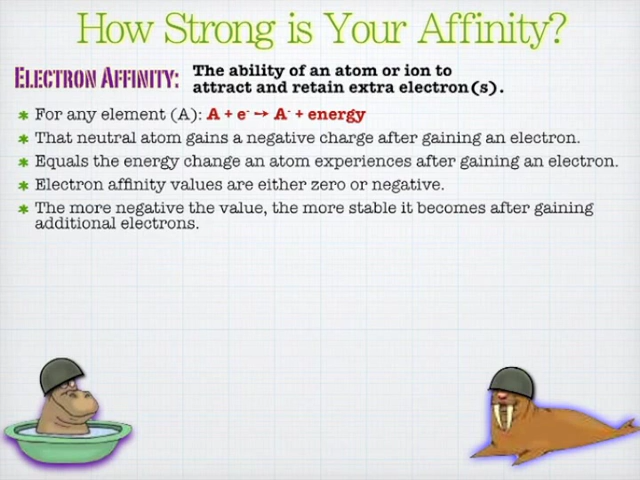 How Strong is Your Affinity?
ELECTRON AFFINITY: The ability of an atom or ion to
attract and retain extra electron(s).
* For any element (A): A + e⁻ → A⁻ + energy
* That neutral atom gains a negative charge after gaining an electron.
* Equals the energy change an atom experiences after gaining an electron.
* Electron affinity values are either zero or negative.
* The more negative the value, the more stable it becomes after gaining
additional electrons.